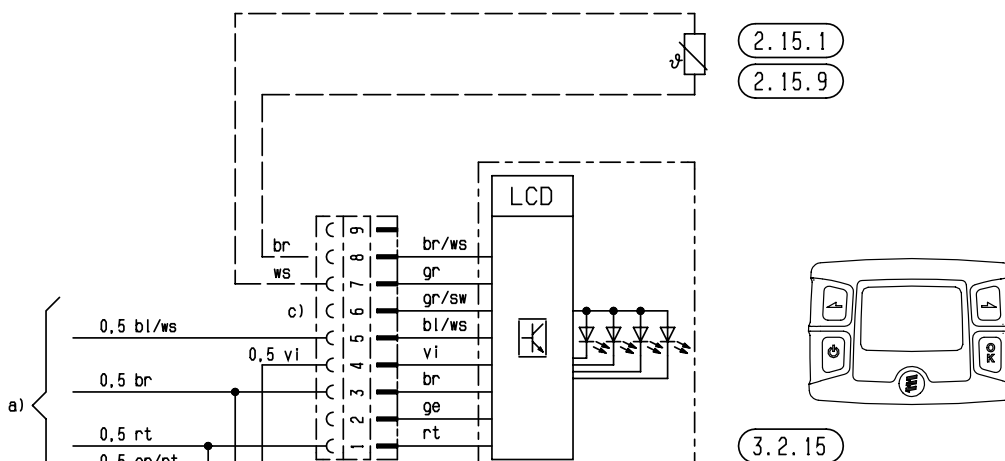 2.15.1
ϑ
2.15.9
LCD
9
br 8 br/ws
ws 7 gr
c) 6 gr/sw
0,5 bl/ws 5 bl/ws
0,5 vi 4 vi
0,5 br 3 br
a)
2 ge
0,5 rt 1 rt
OK
3.2.15